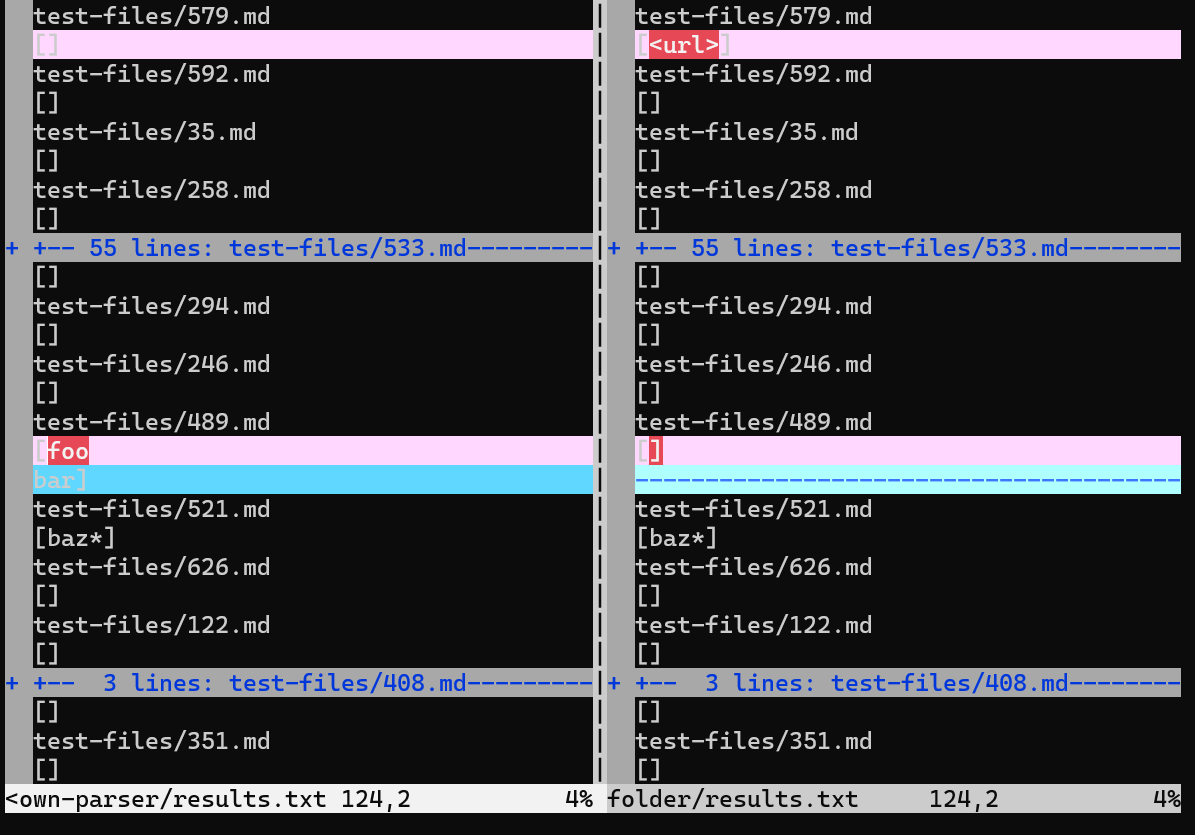 test-files/579.md
[]
test-files/592.md
[]
test-files/35.md
[]
test-files/258.md
[]
+ +-- 55 lines: test-files/533.md---------
[]
test-files/294.md
[]
test-files/246.md
[]
test-files/489.md
[foo
bar]
test-files/521.md
[baz*]
test-files/626.md
[]
test-files/122.md
[]
+ +--  3 lines: test-files/408.md---------
[]
test-files/351.md
[]
<own-parser/results.txt 124,2 4%
test-files/579.md
[<url>]
test-files/592.md
[]
test-files/35.md
[]
test-files/258.md
[]
+ +-- 55 lines: test-files/533.md--------
[]
test-files/294.md
[]
test-files/246.md
[]
test-files/489.md
[]
---------------------------------------
test-files/521.md
[baz*]
test-files/626.md
[]
test-files/122.md
[]
+ +--  3 lines: test-files/408.md--------
[]
test-files/351.md
[]
folder/results.txt 124,2 4%